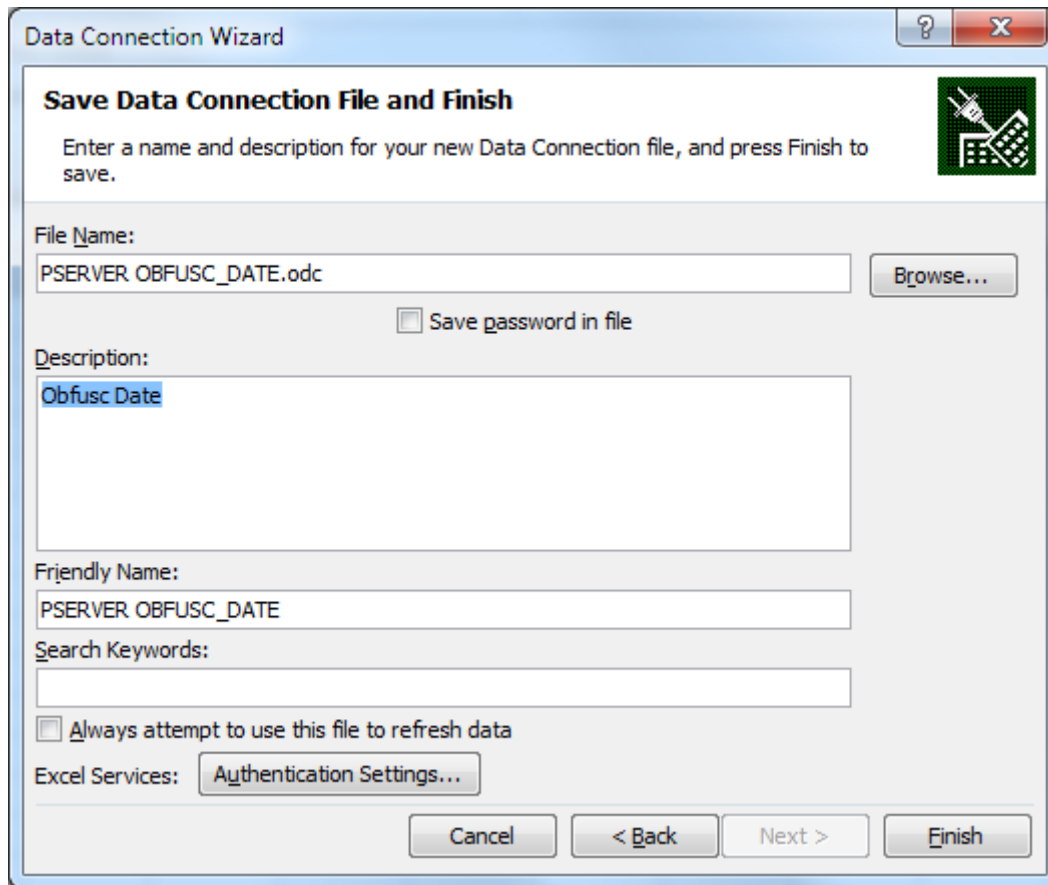 Data Connection Wizard
Save Data Connection File and Finish
Enter a name and description for your new Data Connection file, and press Finish to
save.
File Name:
PSERVER OBFUSC_DATE.odc
Browse...
Save password in file
Description:
Obfusc Date
Friendly Name:
PSERVER OBFUSC_DATE
Search Keywords:
Always attempt to use this file to refresh data
Excel Services: Authentication Settings...
Cancel < Back Next > Finish